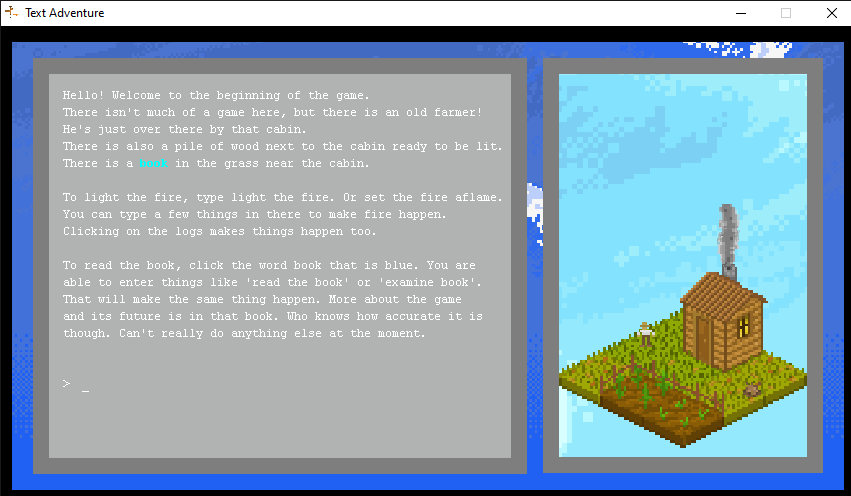 Text Adventure
Hello! Welcome to the beginning of the game.
There isn't much of a game here, but there is an old farmer!
He's just over there by that cabin.
There is also a pile of wood next to the cabin ready to be lit.
There is a book in the grass near the cabin.
To light the fire, type light the fire. Or set the fire aflame.
You can type a few things in there to make fire happen.
Clicking on the logs makes things happen too.
To read the book, click the word book that is blue. You are
able to enter things like 'read the book' or 'examine book'.
That will make the same thing happen. More about the game
and its future is in that book. Who knows how accurate it is
though. Can't really do anything else at the moment.
> _